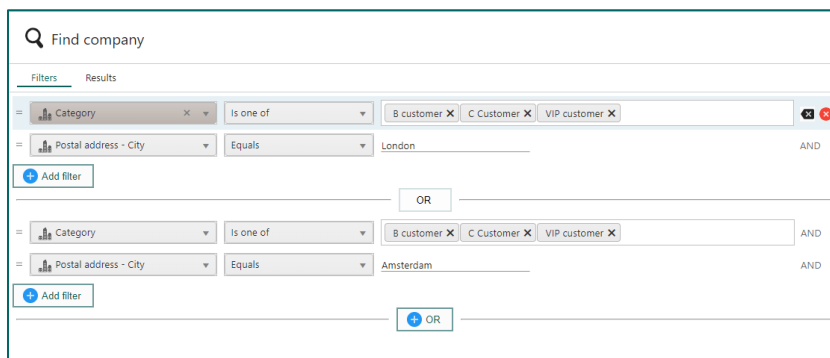 Find company
Filters Results
= Category × Is one of B customer × C Customer × VIP customer ×
= Postal address - City Equals London AND
+ Add filter
OR
= Category Is one of B customer × C Customer × VIP customer × AND
= Postal address - City Equals Amsterdam AND
+ Add filter
+ OR